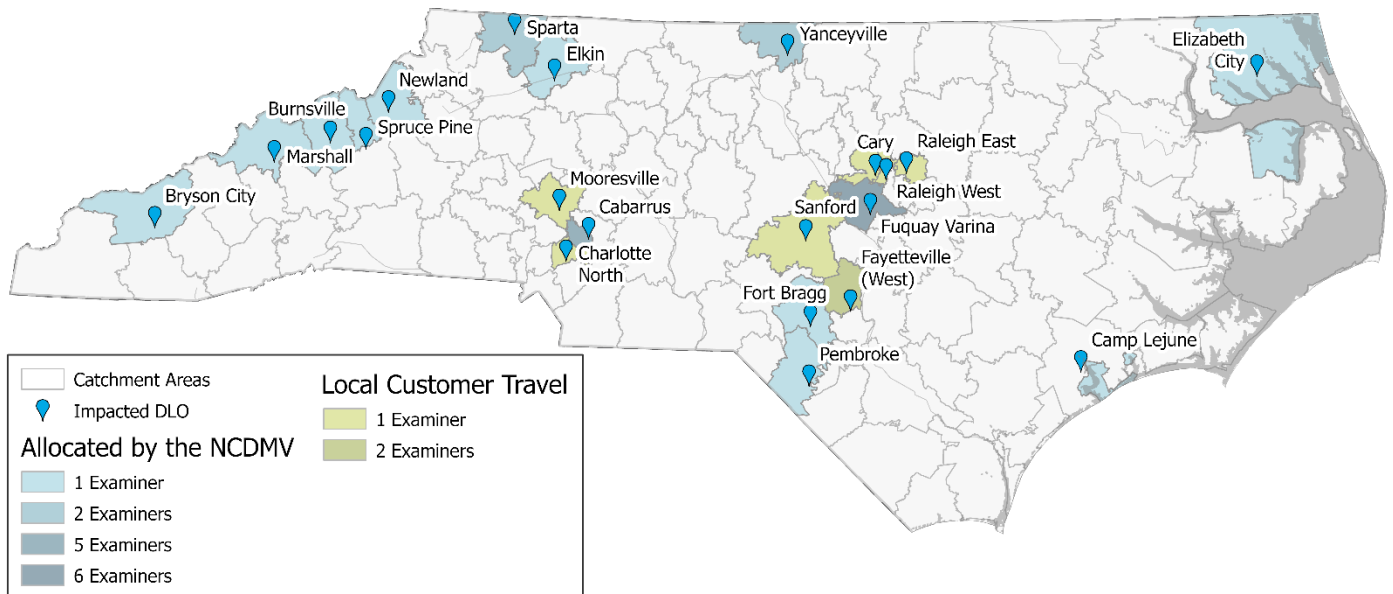 Sparta
Yanceyville
Elizabeth
City
Elkin
Newland
Burnsville
Spruce Pine
Marshall
Cary
Raleigh East
Mooresville
Bryson City
Raleigh West
Cabarrus
Sanford
Fuquay Varina
Charlotte
North
Fayetteville
(West)
Fort Bragg
Camp Lejune
Pembroke
Catchment Areas
Impacted DLO
Allocated by the NCDMV
1 Examiner
2 Examiners
5 Examiners
6 Examiners
Local Customer Travel
1 Examiner
2 Examiners